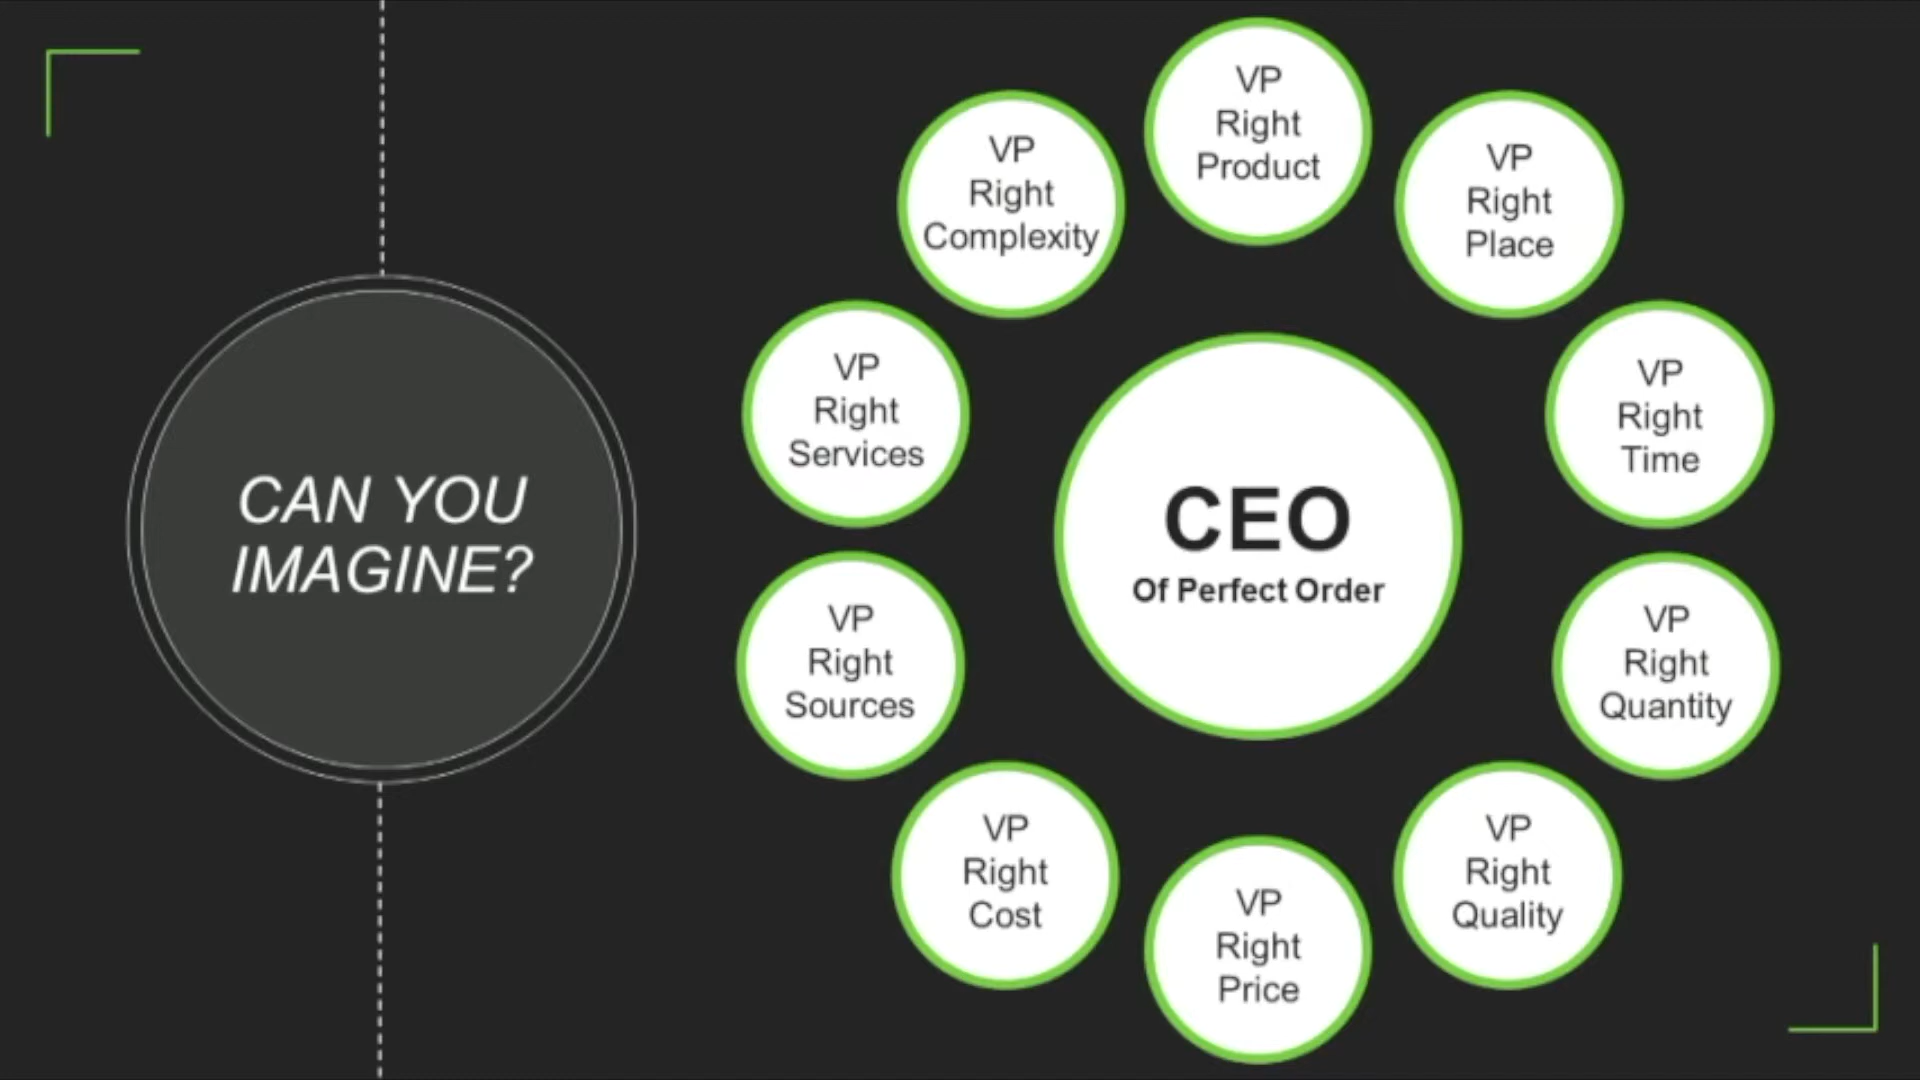 CAN YOU
IMAGINE?
VP
Right
Product
VP
Right
Place
VP
Right
Time
VP
Right
Quantity
VP
Right
Quality
VP
Right
Price
VP
Right
Cost
VP
Right
Sources
VP
Right
Services
VP
Right
Complexity
CEO
Of Perfect Order